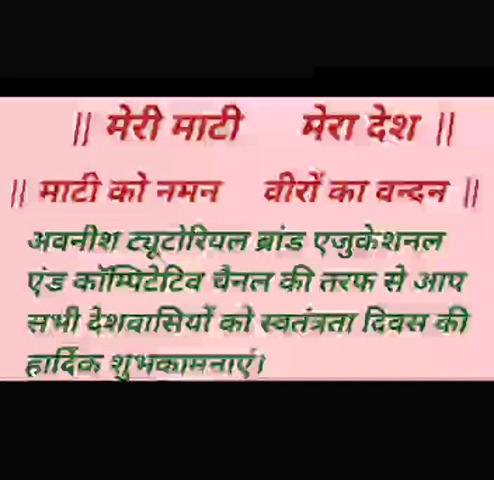 || मेरी माटी मेरा देश ||
|| माटी को नमन वीरों का वन्दन ||
अवनीश ट्यूटोरियल ब्रांड एजुकेशनल
एंड कॉम्पिटेटिव चैनल की तरफ से आप
सभी देशवासियों को स्वतंत्रता दिवस की
हार्दिक शुभकामनाएं।